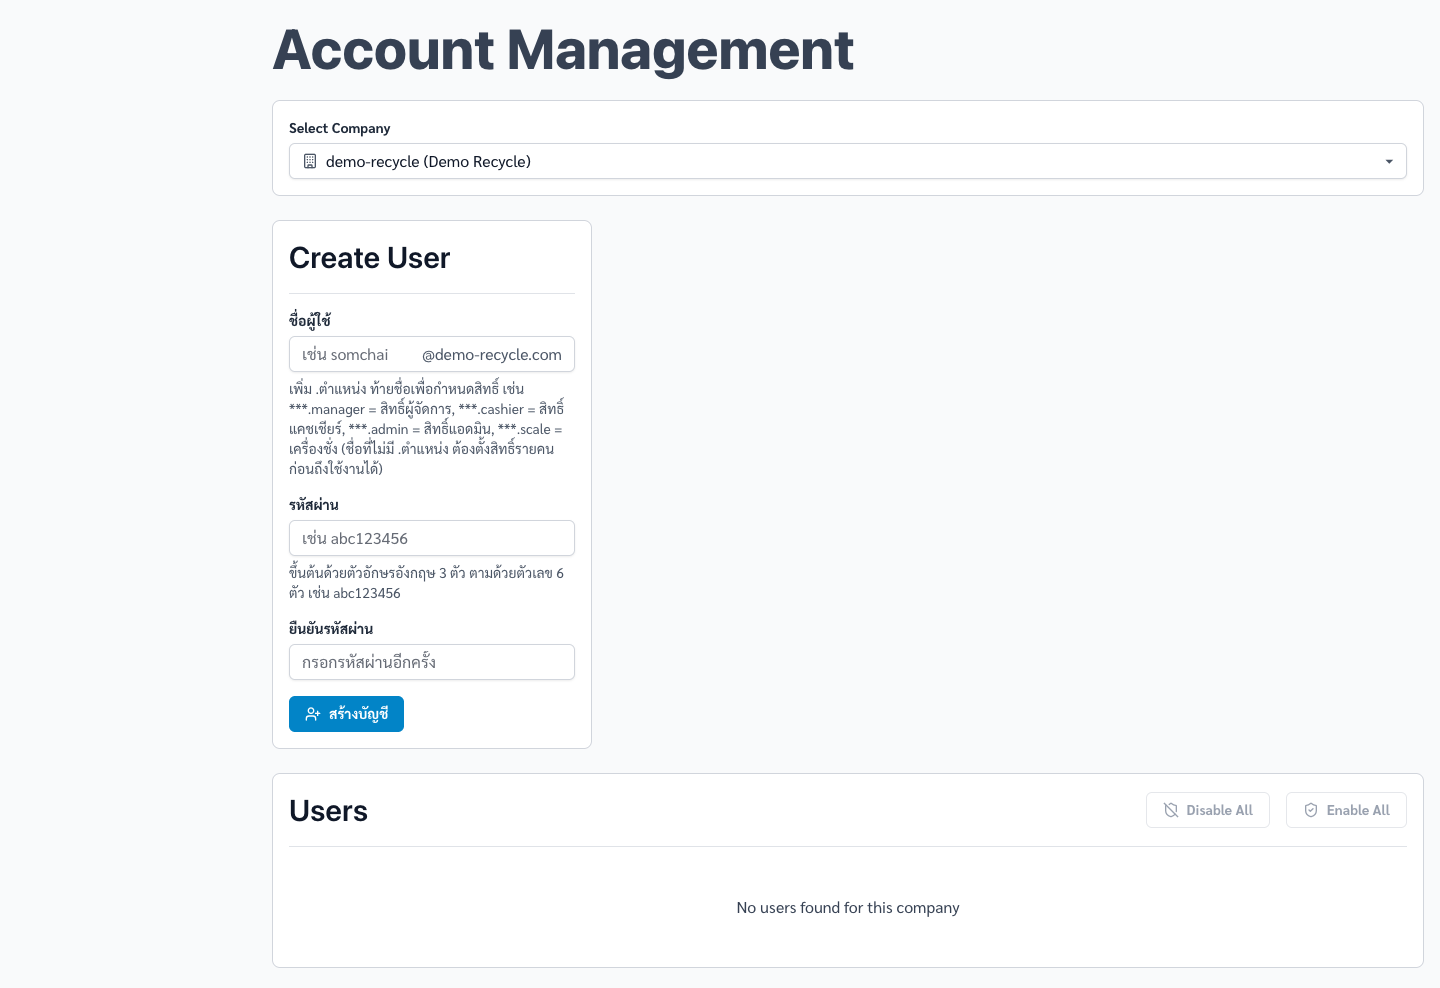 Account Management
Select Company
demo-recycle (Demo Recycle)
Create User
ชื่อผู้ใช้
เช่น somchai @demo-recycle.com
เพิ่ม .ตำแหน่ง ท้ายชื่อเพื่อกำหนดสิทธิ์ เช่น
***.manager = สิทธิ์ผู้จัดการ, ***.cashier = สิทธิ์
แคชเชียร์, ***.admin = สิทธิ์แอดมิน, ***.scale =
เครื่องชั่ง (ชื่อที่ไม่มี .ตำแหน่ง ต้องตั้งสิทธิ์รายคน
ก่อนถึงใช้งานได้)
รหัสผ่าน
เช่น abc123456
ขึ้นต้นด้วยตัวอักษรอังกฤษ 3 ตัว ตามด้วยตัวเลข 6
ตัว เช่น abc123456
ยืนยันรหัสผ่าน
กรอกรหัสผ่านอีกครั้ง
สร้างบัญชี
Users
Disable All
Enable All
No users found for this company